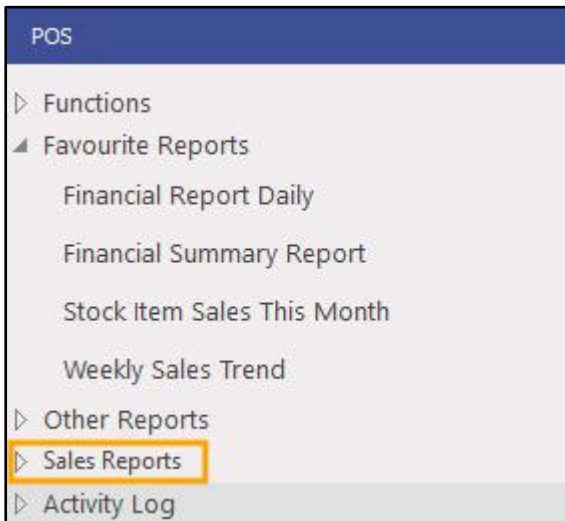 POS
Functions
Favourite Reports
Financial Report Daily
Financial Summary Report
Stock Item Sales This Month
Weekly Sales Trend
Other Reports
Sales Reports
Activity Log